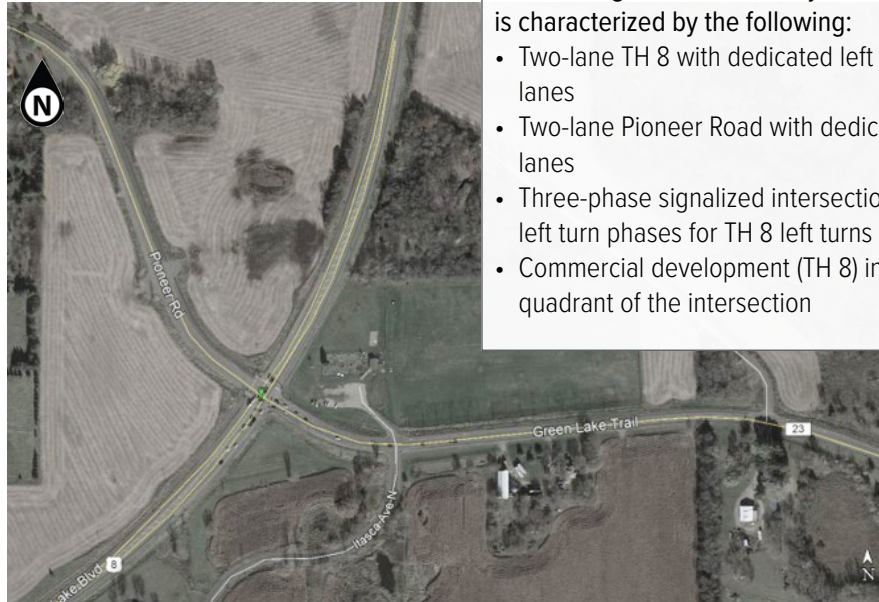 is characterized by the following:
• Two-lane TH 8 with dedicated left
lanes
• Two-lane Pioneer Road with dedic
lanes
• Three-phase signalized intersectio
left turn phases for TH 8 left turns
• Commercial development (TH 8) in
quadrant of the intersection
N
Pioneer Rd
Green Lake Trail
23
Itasca Ave N
8
ake Blvd
N